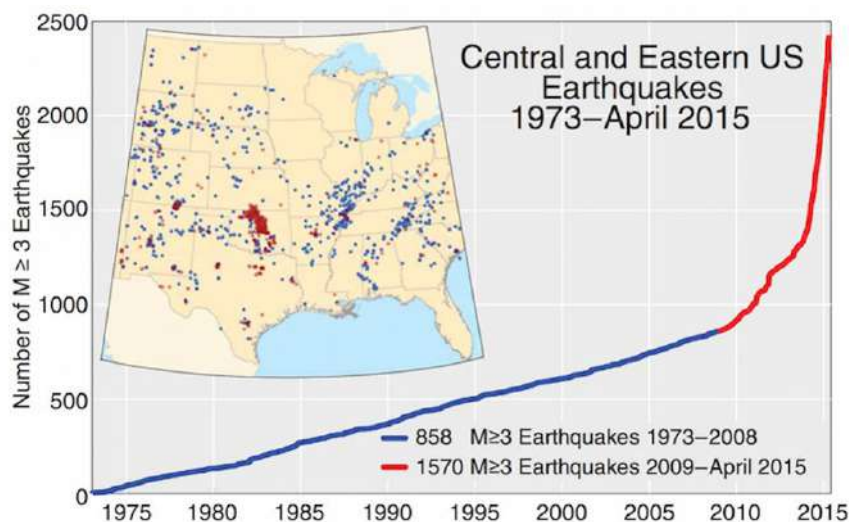 Central and Eastern US
Earthquakes
1973–April 2015
Number of M ≥ 3 Earthquakes
2500
2000
1500
1000
500
0
858 M≥3 Earthquakes 1973–2008
1570 M≥3 Earthquakes 2009–April 2015
1975 1980 1985 1990 1995 2000 2005 2010 2015